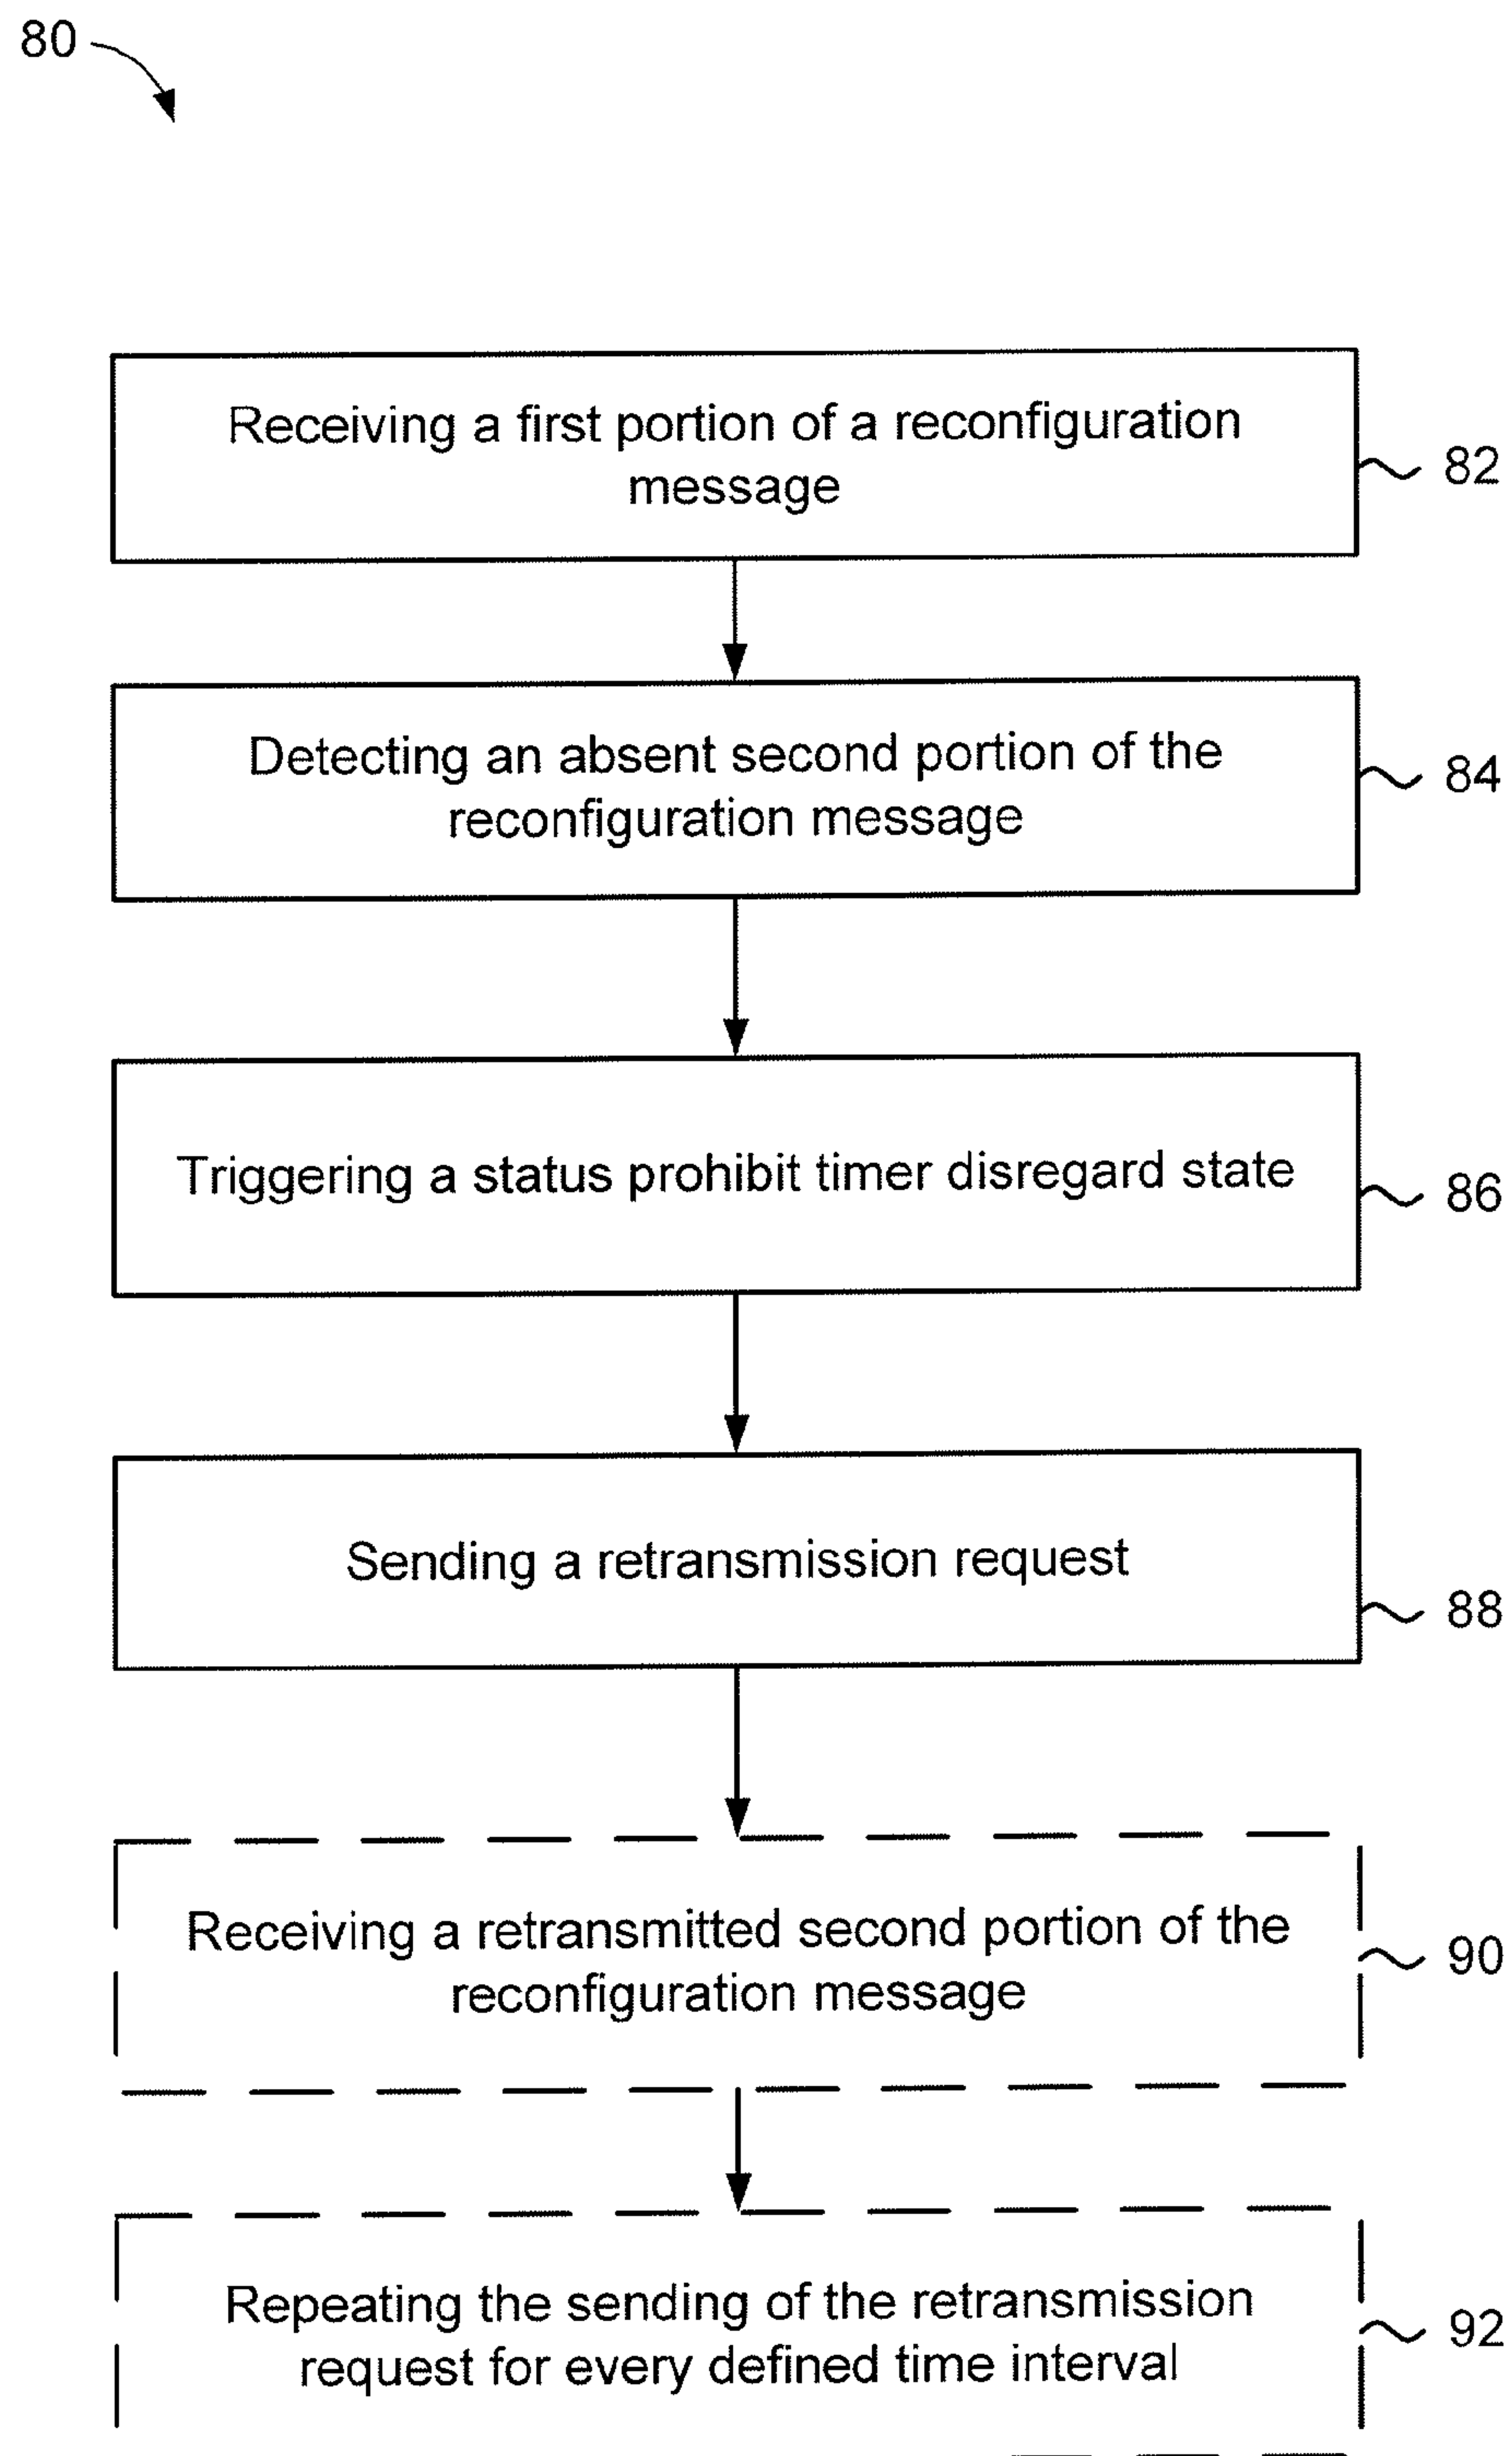 80
Receiving a first portion of a reconfiguration
message
82
Detecting an absent second portion of the
reconfiguration message
84
Triggering a status prohibit timer disregard state
86
Sending a retransmission request
88
Receiving a retransmitted second portion of the
reconfiguration message
90
Repeating the sending of the retransmission
request for every defined time interval
92